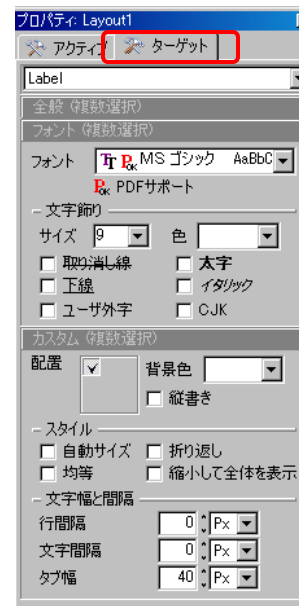 プロパティ: Layout1
アクティブ ターゲット
Label
全般 (複数選択)
フォント (複数選択)
フォント MS ゴシック AaBbC
PDFサポート
文字飾り
サイズ 9 色
取り消し線 太字
下線 イタリック
ユーザ外字 CJK
カスタム (複数選択)
配置 背景色
縦書き
スタイル
自動サイズ 折り返し
均等 縮小して全体を表示
文字幅と間隔
行間隔 0 Px
文字間隔 0 Px
タブ幅 40 Px